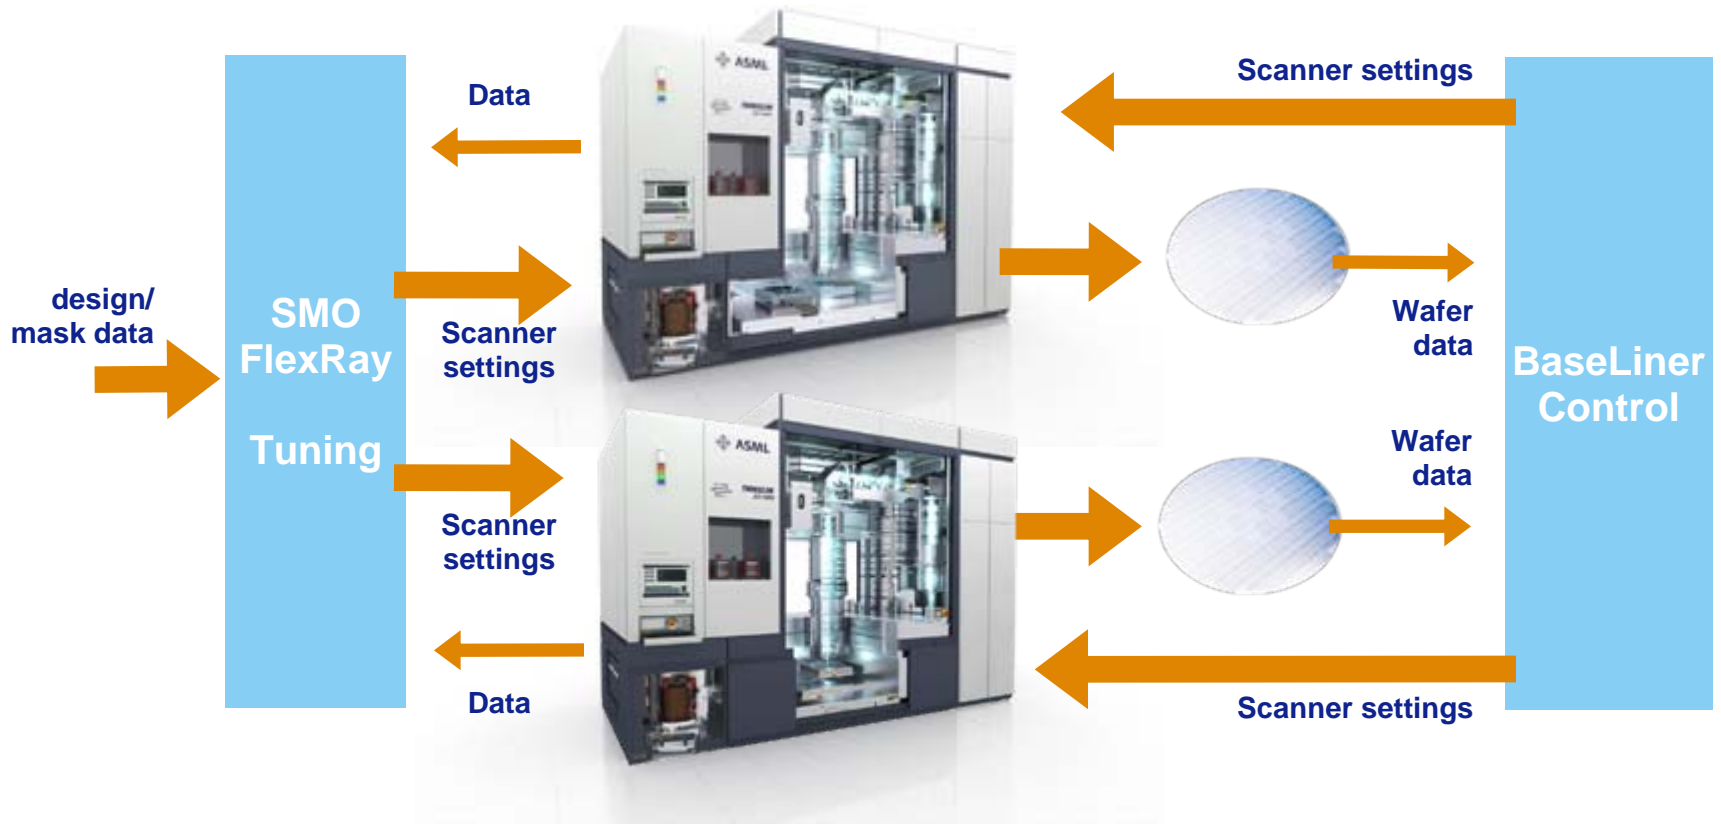 design/
mask data
SMO
FlexRay
Tuning
Data
Scanner
settings
Scanner
settings
Data
ASML
ASML
Scanner settings
Wafer
data
Wafer
data
Scanner settings
BaseLiner
Control